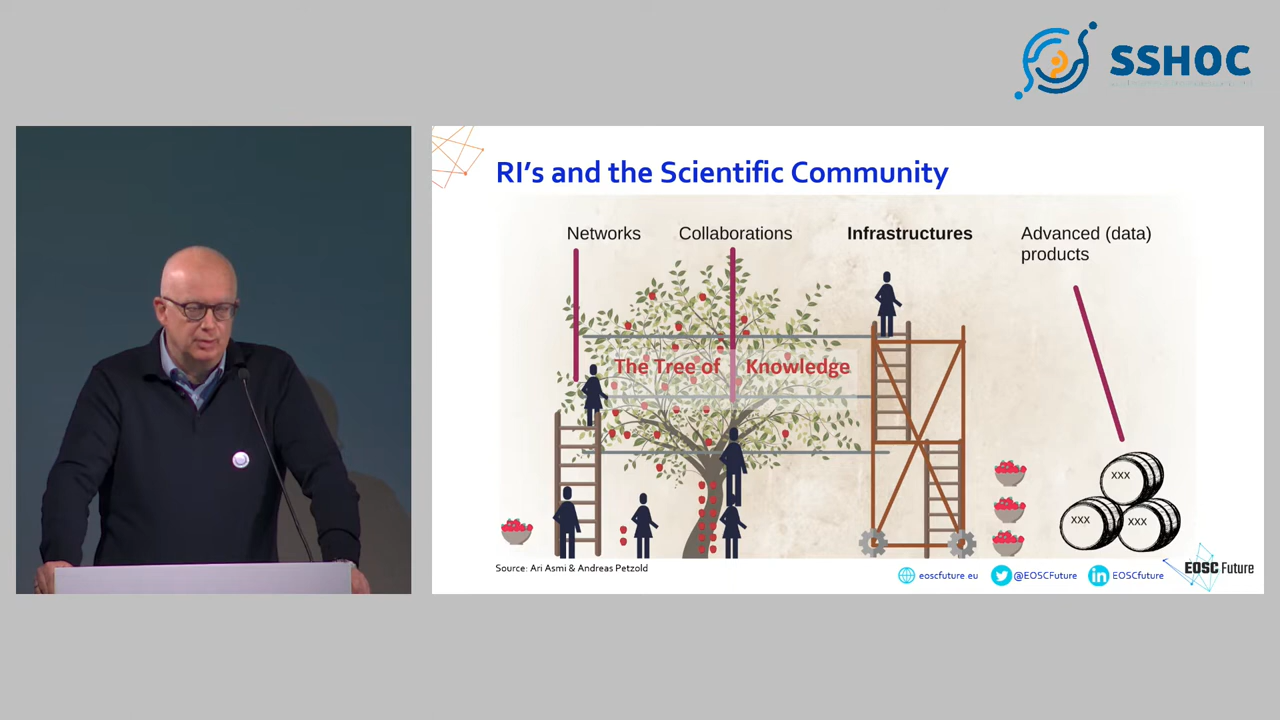 SSHOC
RI's and the Scientific Community
Networks
Collaborations
Infrastructures
Advanced (data)
products
The Tree of Knowledge
XXX
XXX
XXX
Source: Ari Asmi & Andreas Petzold
eoscfuture eu
@EOSCFuture
in
EOSCfuture
EOSC Future